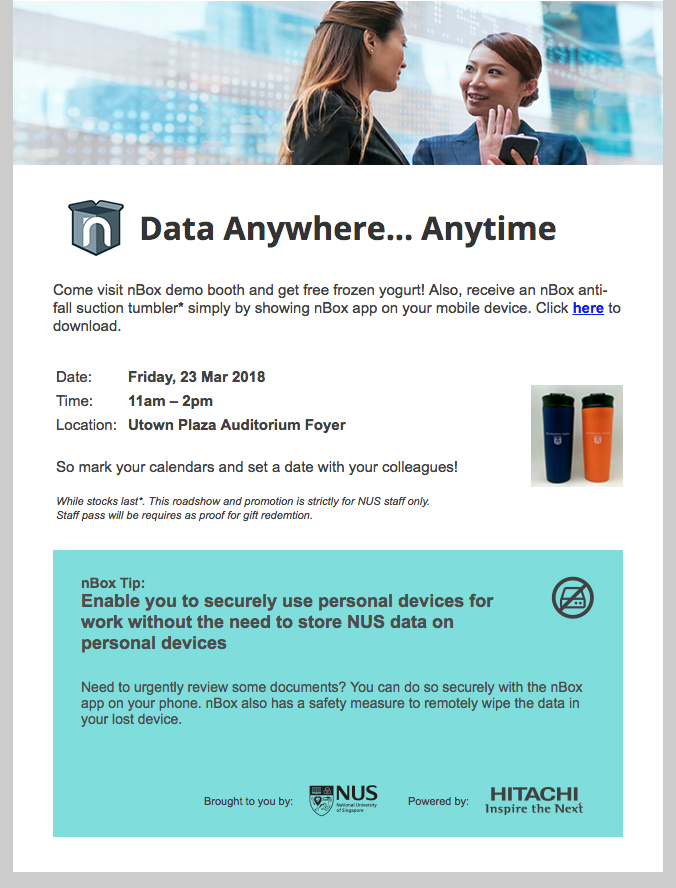 Data Anywhere... Anytime
Come visit nBox demo booth and get free frozen yogurt! Also, receive an nBox anti-
fall suction tumbler* simply by showing nBox app on your mobile device. Click here to
download.
Date: Friday, 23 Mar 2018
Time: 11am – 2pm
Location: Utown Plaza Auditorium Foyer
So mark your calendars and set a date with your colleagues!
While stocks last*. This roadshow and promotion is strictly for NUS staff only.
Staff pass will be requires as proof for gift redemtion.
nBox Tip:
Enable you to securely use personal devices for
work without the need to store NUS data on
personal devices
Need to urgently review some documents? You can do so securely with the nBox
app on your phone. nBox also has a safety measure to remotely wipe the data in
your lost device.
Brought to you by:
NUS
National University
of Singapore
Powered by:
HITACHI
Inspire the Next